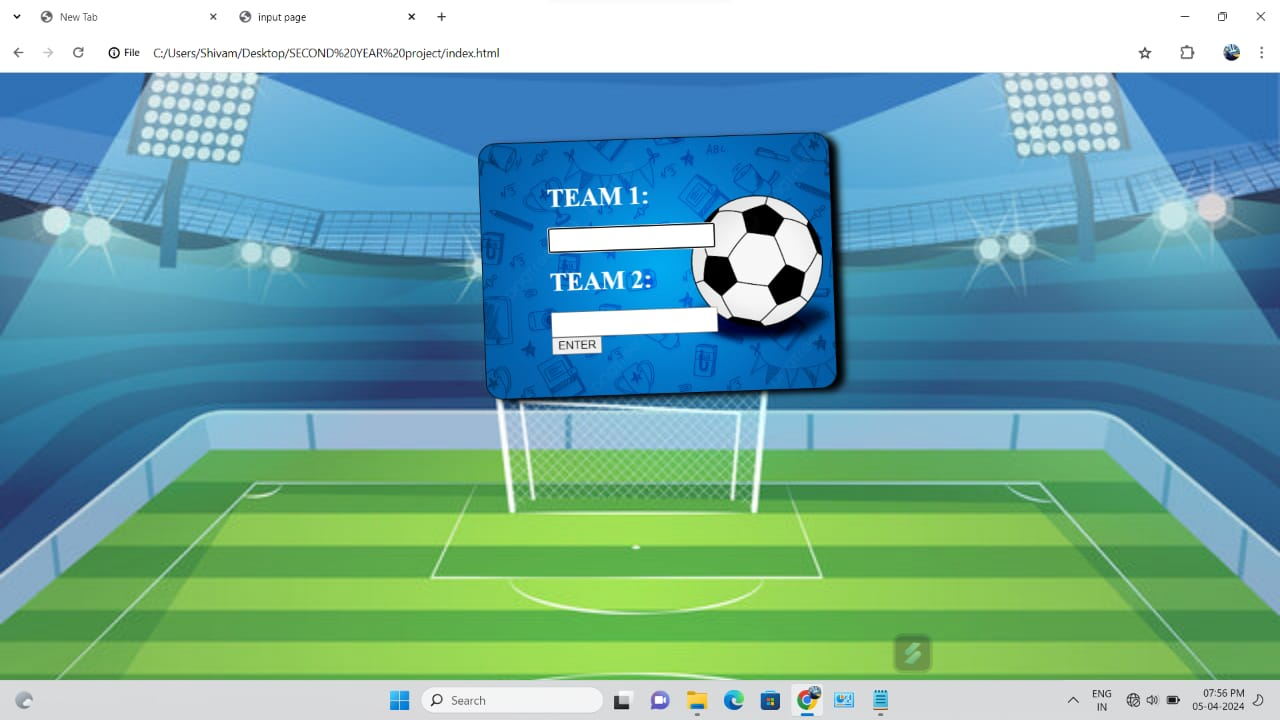 New Tab
input page
File
C:/Users/Shivam/Desktop/SECOND%20YEAR%20project/index.html
TEAM 1:
TEAM 2:
ENTER
Search
ENG
IN
07:56 PM
05-04-2024